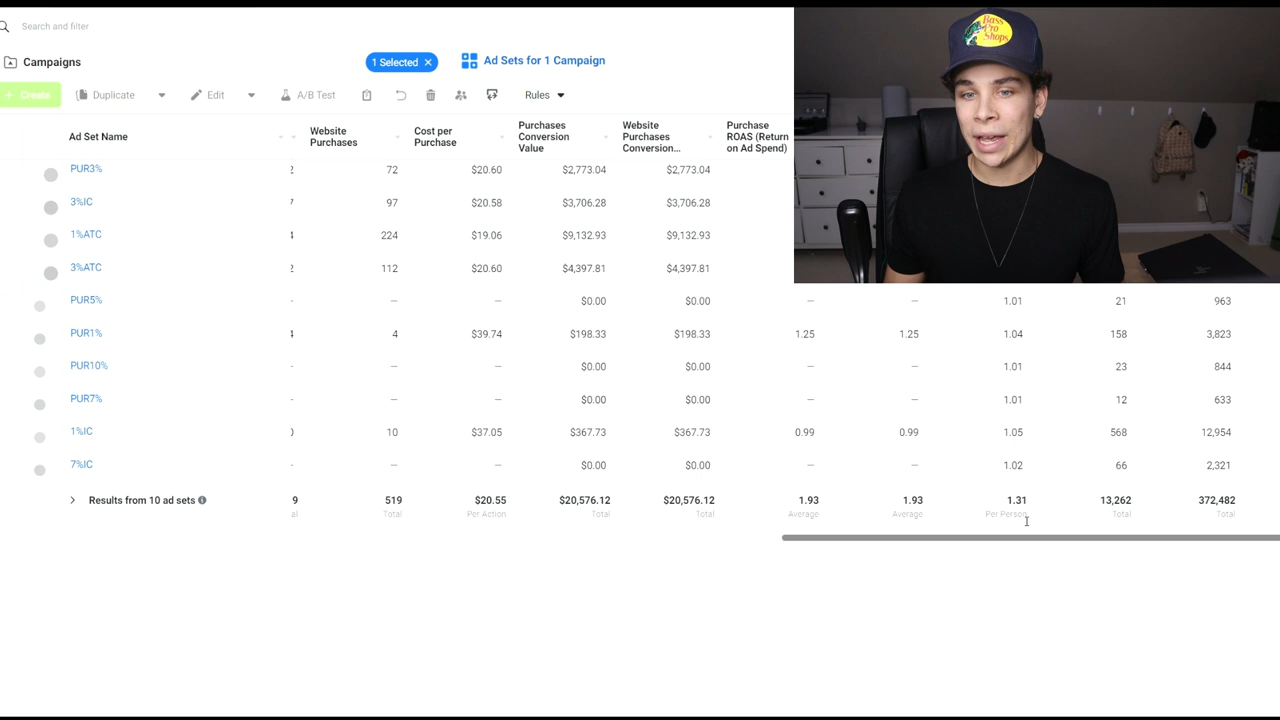 Search and filter
Bass
Pro
Shops
Campaigns
1 Selected ×
Ad Sets for 1 Campaign
+ Create
Duplicate
Edit
A/B Test
Rules
Ad Set Name
Website Purchases
Cost per Purchase
Purchases Conversion Value
Website Purchases Conversion...
Purchase ROAS (Return on Ad Spend)
PUR3% 2 72 $20.60 $2,773.04 $2,773.04
3%IC 7 97 $20.58 $3,706.28 $3,706.28
1%ATC 4 224 $19.06 $9,132.93 $9,132.93
3%ATC 2 112 $20.60 $4,397.81 $4,397.81
PUR5% - — — $0.00 $0.00 — — 1.01 21 963
PUR1% 4 4 $39.74 $198.33 $198.33 1.25 1.25 1.04 158 3,823
PUR10% - — — $0.00 $0.00 — — 1.01 23 844
PUR7% - — — $0.00 $0.00 — — 1.01 12 633
1%IC 10 $37.05 $367.73 $367.73 0.99 0.99 1.05 568 12,954
7%IC - — — $0.00 $0.00 — — 1.02 66 2,321
Results from 10 ad sets 9 519 $20.55 $20,576.12 $20,576.12 1.93 1.93 1.31 13,262 372,482
al Total Per Action Total Total Average Average Per Person Total Total